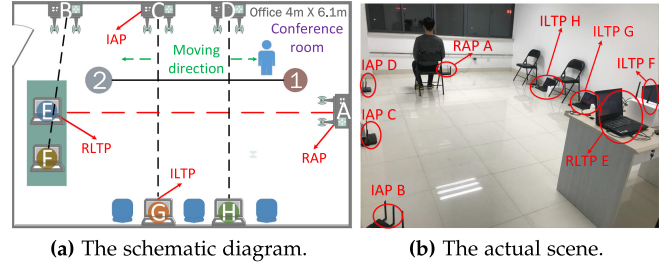 B
C
D
Office 4m X 6.1m
Conference
room
IAP
Moving
direction
2
1
E
A
RLTP
RAP
F
ILTP
G
H
(a) The schematic diagram.
ILTP H
RAP A
ILTP G
IAP D
ILTP F
IAP C
RLTP E
IAP B
(b) The actual scene.